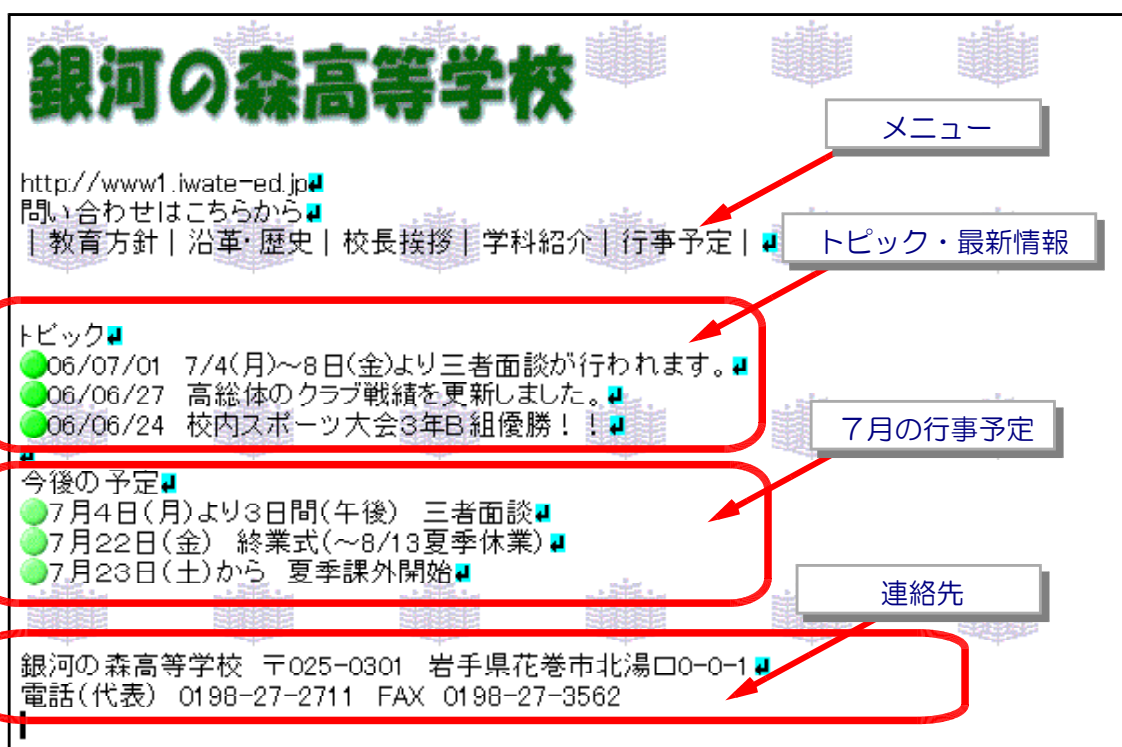 銀河の森高等学校
メニュー
http://www1.iwate-ed.jp
問い合わせはこちらから
|教育方針|沿革・歴史|校長挨拶|学科紹介|行事予定|
トピック・最新情報
トピック
06/07/01 7/4(月)~8日(金)より三者面談が行われます。
06/06/27 高総体のクラブ戦績を更新しました。
06/06/24 校内スポーツ大会3年B組優勝!!
7月の行事予定
今後の予定
7月4日(月)より3日間(午後) 三者面談
7月22日(金) 終業式(~8/13夏季休業)
7月23日(土)から 夏季課外開始
連絡先
銀河の森高等学校 〒025-0301 岩手県花巻市北湯口0-0-1
電話(代表) 0198-27-2711 FAX 0198-27-3562